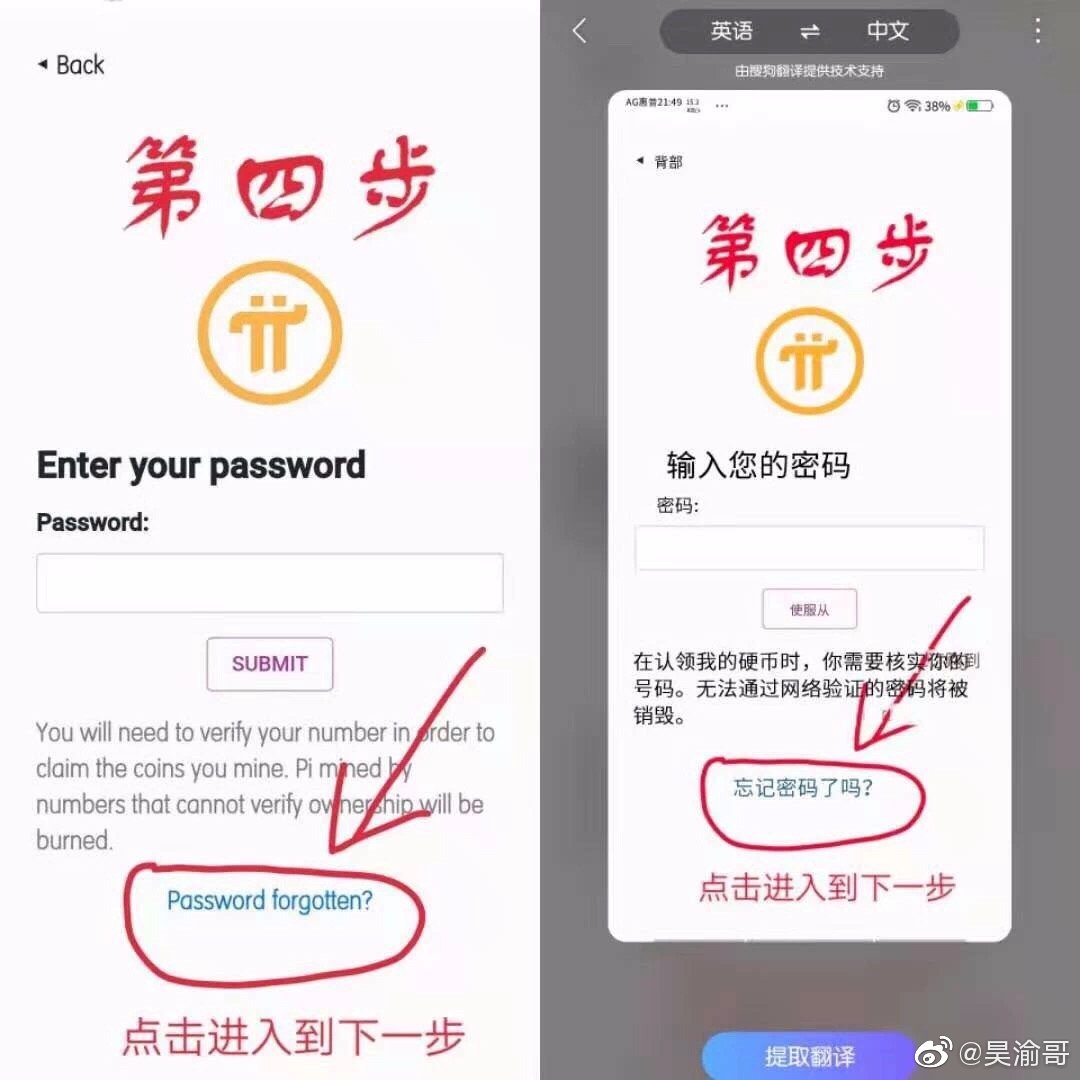 Back
第四步
Enter your password
Password:
SUBMIT
You will need to verify your number in order to
claim the coins you mine. Pi mined by
numbers that cannot verify ownership will be
burned.
Password forgotten?
点击进入到下一步
英语 ⇌ 中文
由搜狗翻译提供技术支持
AG惠普21:49 ... 38%
背部
第四步
输入您的密码
密码:
使服从
在认领我的硬币时，你需要核实你的
号码。无法通过网络验证的密码将被
销毁。
忘记密码了吗?
点击进入到下一步
提取翻译
@昊渝哥